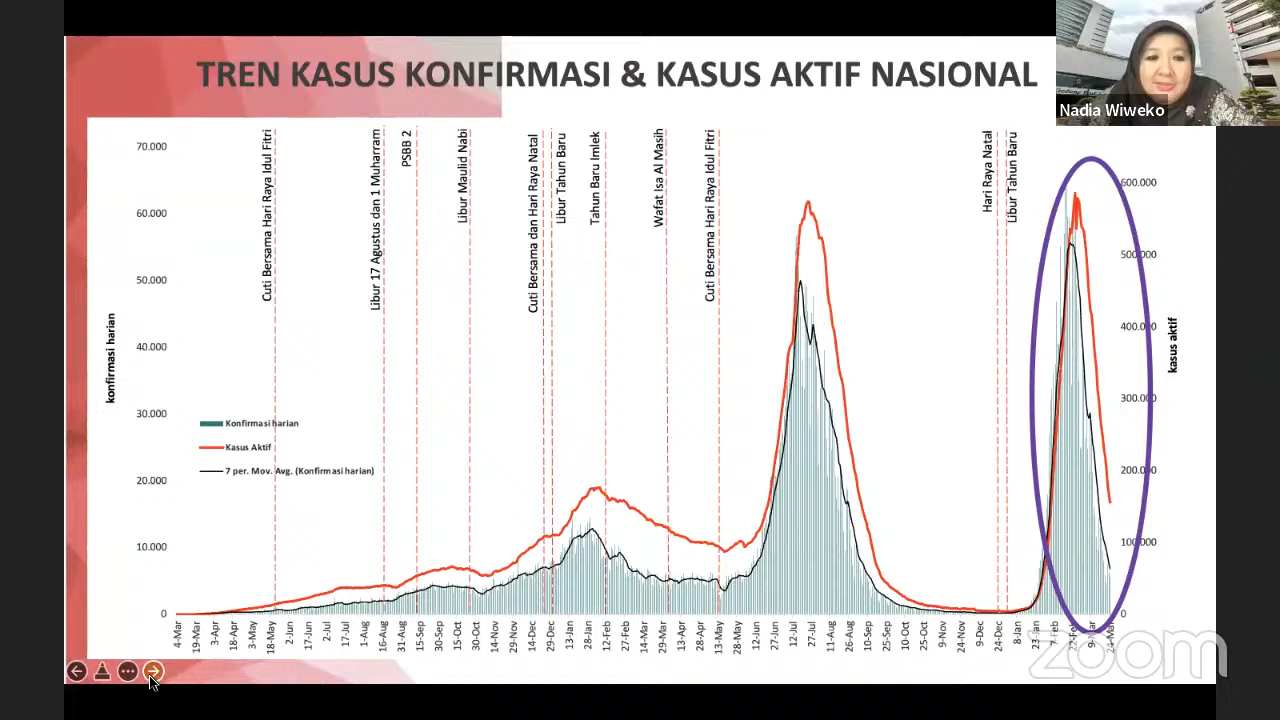 TREN KASUS KONFIRMASI & KASUS AKTIF NASIONAL
Nadia Wiweko
70.000
60.000
50.000
40.000
30.000
20.000
10.000
0
konfirmasi harian
Cuti Bersama Hari Raya Idul Fitri
Libur 17 Agustus dan 1 Muharram
PSBB 2
Libur Maulid Nabi
Cuti Bersama dan Hari Raya Natal
Libur Tahun Baru
Tahun Baru Imlek
Wafat Isa Al Masih
Cuti Bersama Hari Raya Idul Fitri
Hari Raya Natal
Libur Tahun Baru
Konfirmasi harian
Kasus Aktif
7 per. Mov. Avg. (Konfirmasi harian)
600.000
500.000
400.000
300.000
200.000
100.000
0
kasus aktif
4-Mar
19-Mar
3-Apr
18-Apr
3-May
18-May
2-Jun
17-Jun
2-Jul
17-Jul
1-Aug
16-Aug
31-Aug
15-Sep
30-Sep
15-Oct
30-Oct
14-Nov
29-Nov
14-Dec
29-Dec
13-Jan
28-Jan
12-Feb
27-Feb
14-Mar
29-Mar
13-Apr
28-Apr
13-May
28-May
12-Jun
27-Jun
12-Jul
27-Jul
11-Aug
26-Aug
10-Sep
25-Sep
10-Oct
25-Oct
9-Nov
24-Nov
9-Dec
24-Dec
8-Jan
23-Jan
7-Feb
22-Feb
9-Mar
24-Mar
zoom